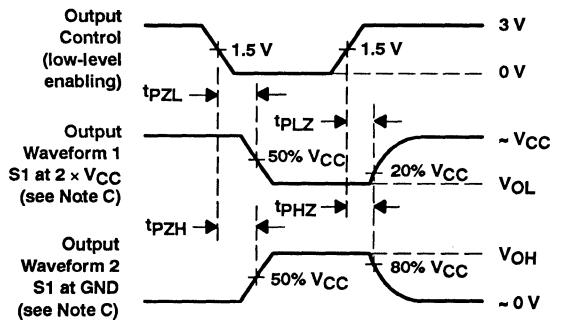 Output
Control
(low-level
enabling)
3 V
1.5 V
1.5 V
0 V
tPZL
tPLZ
Output
Waveform 1
S1 at 2 × VCC
(see Note C)
~ VCC
50% VCC
20% VCC
VOL
tPZH
tPHZ
Output
Waveform 2
S1 at GND
(see Note C)
VOH
50% VCC
80% VCC
~ 0 V